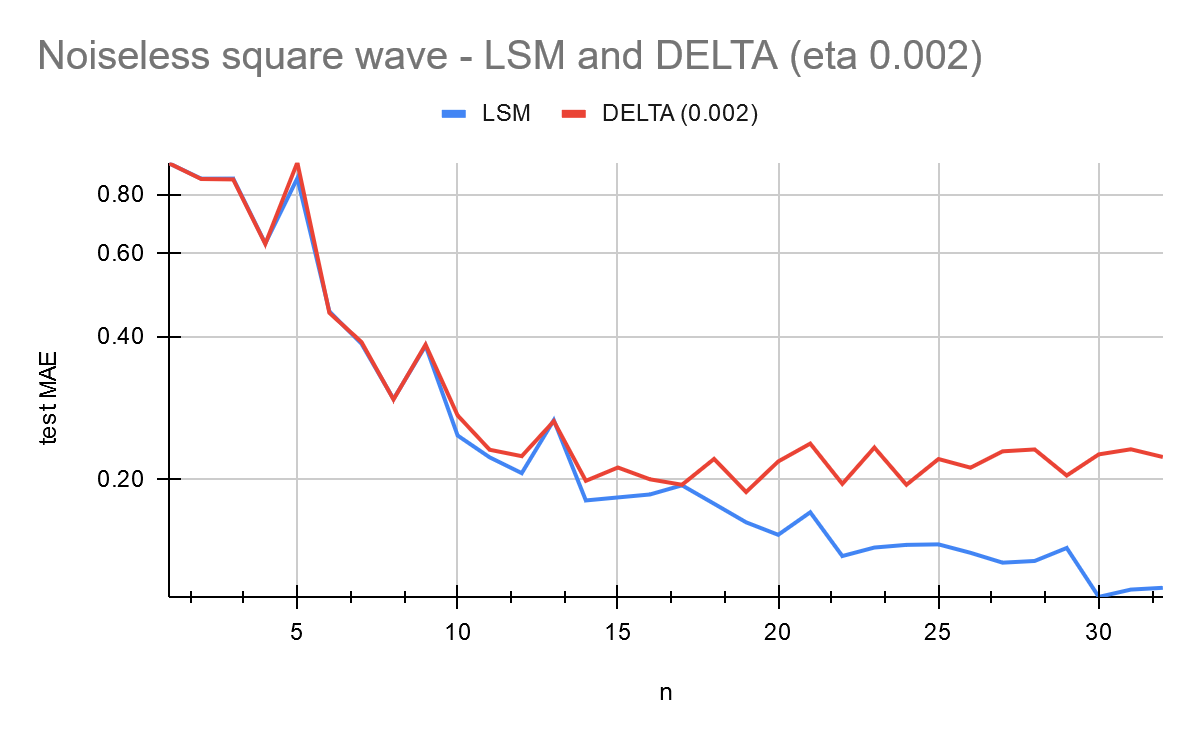 Noiseless square wave - LSM and DELTA (eta 0.002)
LSM DELTA (0.002)
0.80
0.60
0.40
0.20
test MAE
5 10 15 20 25 30
n